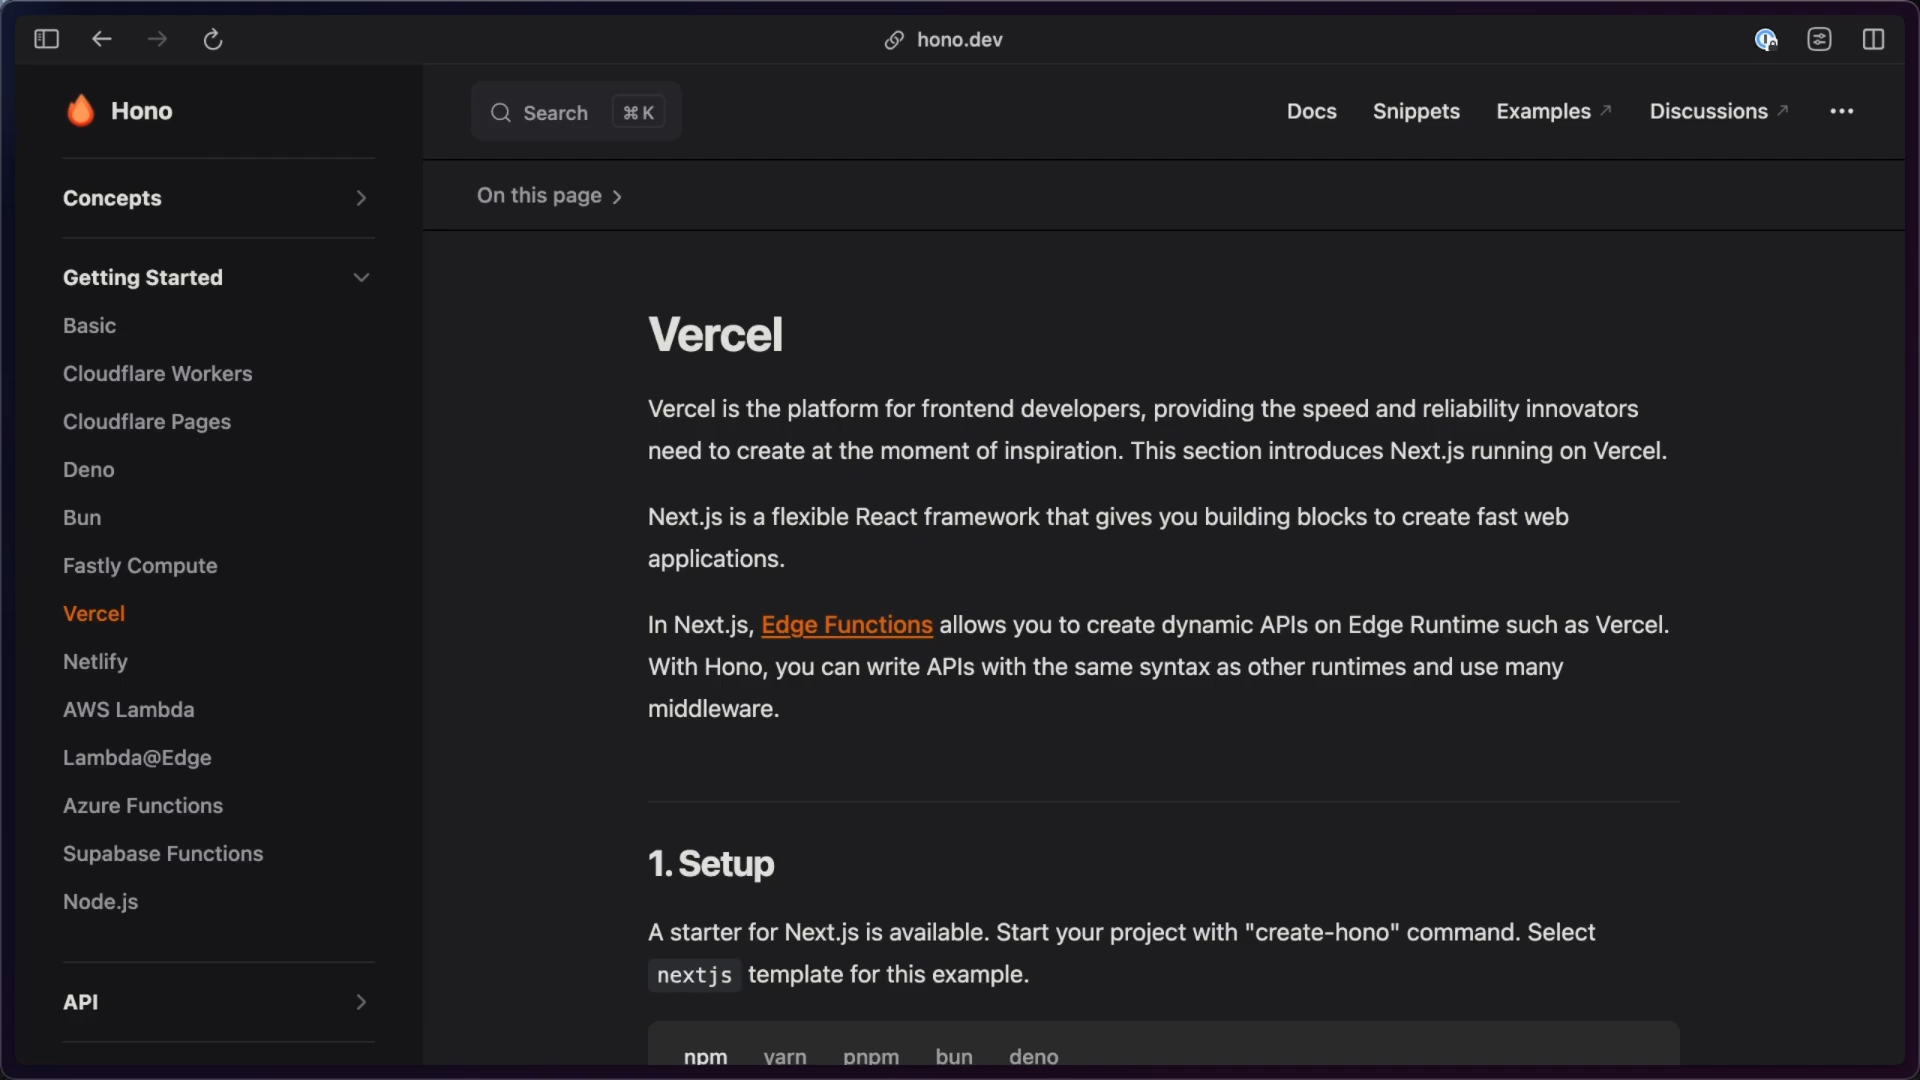 hono.dev
Hono
Search ⌘ K
Docs
Snippets
Examples
Discussions
Concepts
On this page
Getting Started
Basic
Cloudflare Workers
Cloudflare Pages
Deno
Bun
Fastly Compute
Vercel
Netlify
AWS Lambda
Lambda@Edge
Azure Functions
Supabase Functions
Node.js
API
Vercel
Vercel is the platform for frontend developers, providing the speed and reliability innovators
need to create at the moment of inspiration. This section introduces Next.js running on Vercel.
Next.js is a flexible React framework that gives you building blocks to create fast web
applications.
In Next.js, Edge Functions allows you to create dynamic APIs on Edge Runtime such as Vercel.
With Hono, you can write APIs with the same syntax as other runtimes and use many
middleware.
1. Setup
A starter for Next.js is available. Start your project with "create-hono" command. Select
nextjs template for this example.
npm yarn pnpm bun deno